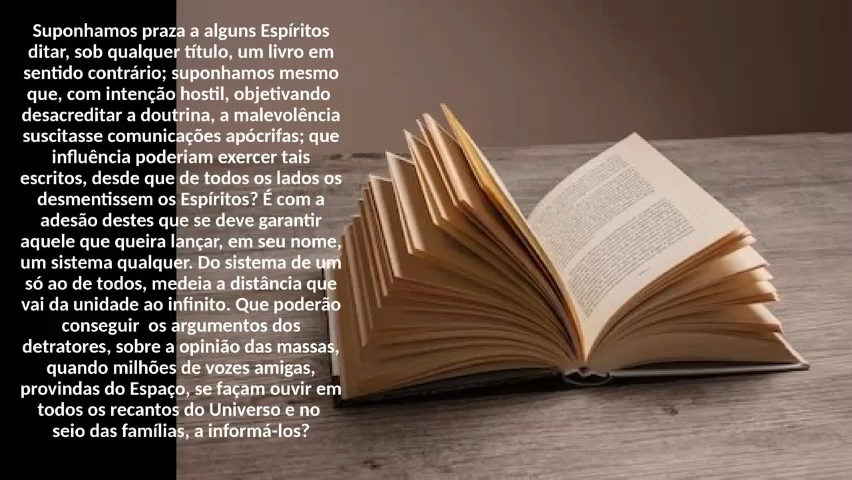 Suponhamos praza a alguns Espíritos
ditar, sob qualquer título, um livro em
sentido contrário; suponhamos mesmo
que, com intenção hostil, objetivando
desacreditar a doutrina, a malevolência
suscitasse comunicações apócrifas; que
influência poderiam exercer tais
escritos, desde que de todos os lados os
desmentissem os Espíritos? É com a
adesão destes que se deve garantir
aquele que queira lançar, em seu nome,
um sistema qualquer. Do sistema de um
só ao de todos, medeia a distância que
vai da unidade ao infinito. Que poderão
conseguir os argumentos dos
detratores, sobre a opinião das massas,
quando milhões de vozes amigas,
provindas do Espaço, se façam ouvir em
todos os recantos do Universo e no
seio das famílias, a informá-los?